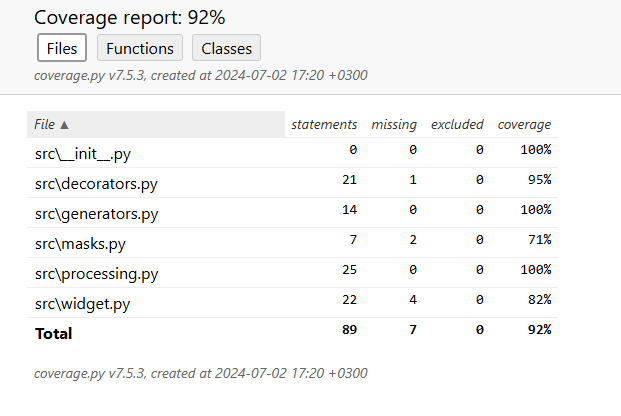 Coverage report: 92%
Files Functions Classes
coverage.py v7.5.3, created at 2024-07-02 17:20 +0300
File ▲ statements missing excluded coverage
src\__init__.py 0 0 0 100%
src\decorators.py 21 1 0 95%
src\generators.py 14 0 0 100%
src\masks.py 7 2 0 71%
src\processing.py 25 0 0 100%
src\widget.py 22 4 0 82%
Total 89 7 0 92%
coverage.py v7.5.3, created at 2024-07-02 17:20 +0300